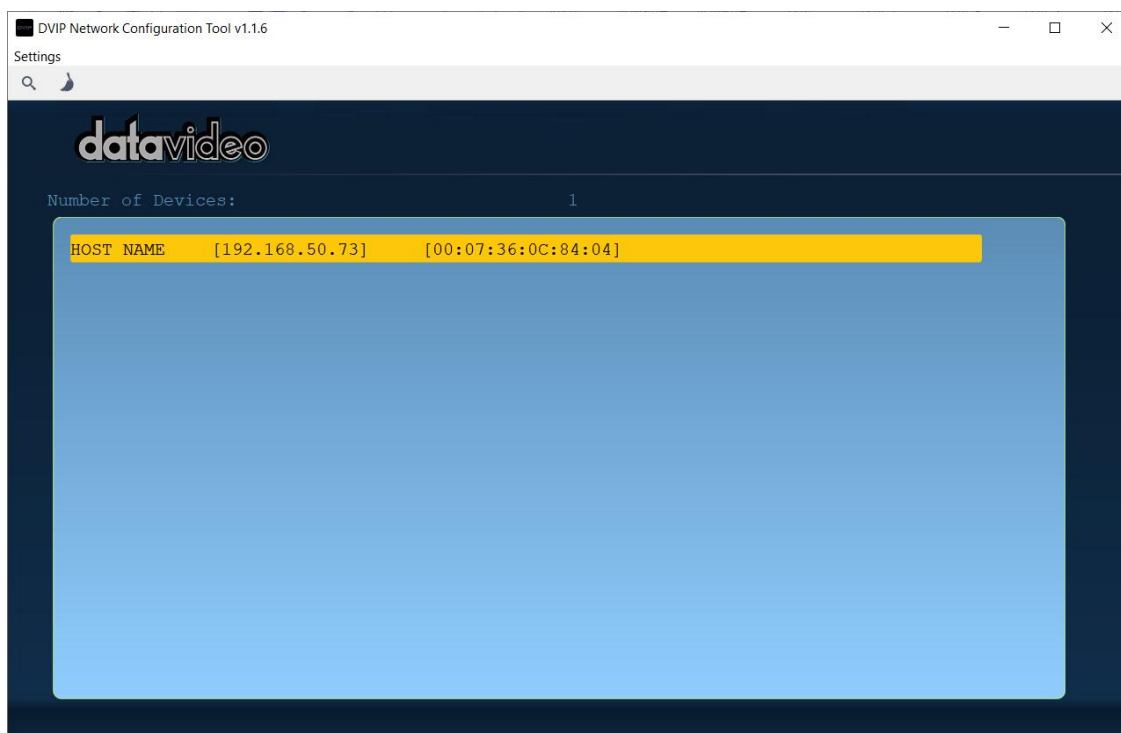 DVIP Network Configuration Tool v1.1.6
Settings
datavideo
Number of Devices: 1
HOST NAME [192.168.50.73] [00:07:36:0C:84:04]